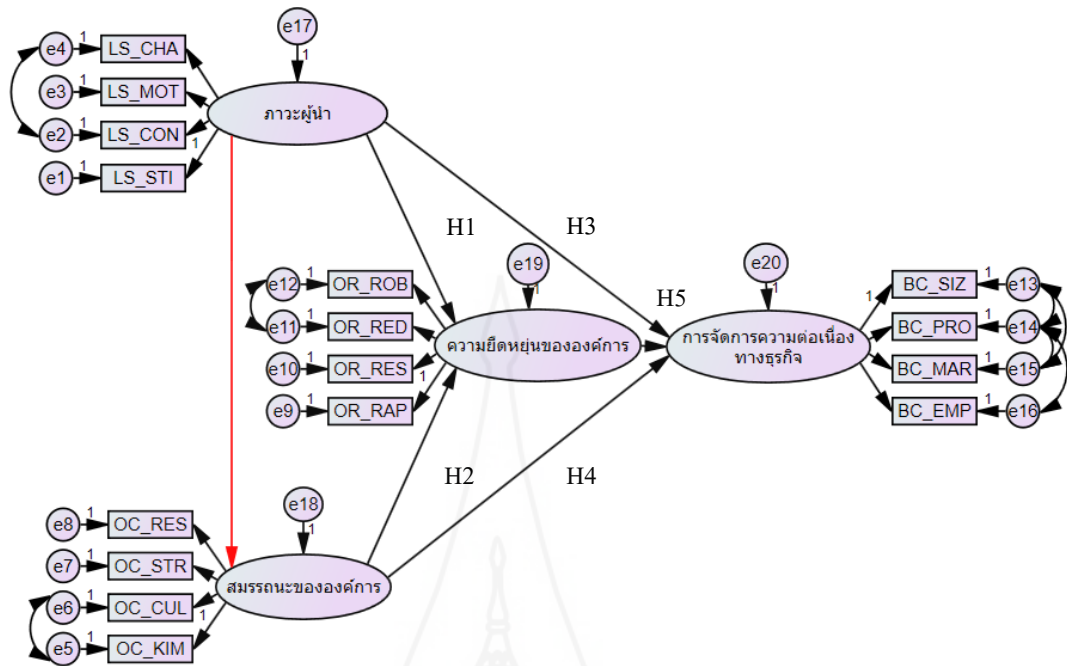 e17
1
e4
1
LS_CHA
e3
1
LS_MOT
e2
1
LS_CON
e1
1
LS_STI
1
ภาวะผู้นำ
H1
H3
e12
1
OR_ROB
e11
1
OR_RED
e10
1
OR_RES
e9
1
OR_RAP
1
e19
1
ความยืดหยุ่นขององค์การ
H5
e20
1
การจัดการความต่อเนื่อง
ทางธุรกิจ
1
BC_SIZ
1
e13
BC_PRO
1
e14
BC_MAR
1
e15
BC_EMP
1
e16
H2
H4
e8
1
OC_RES
e7
1
OC_STR
e6
1
OC_CUL
e5
1
OC_KIM
1
e18
1
สมรรถนะขององค์การ